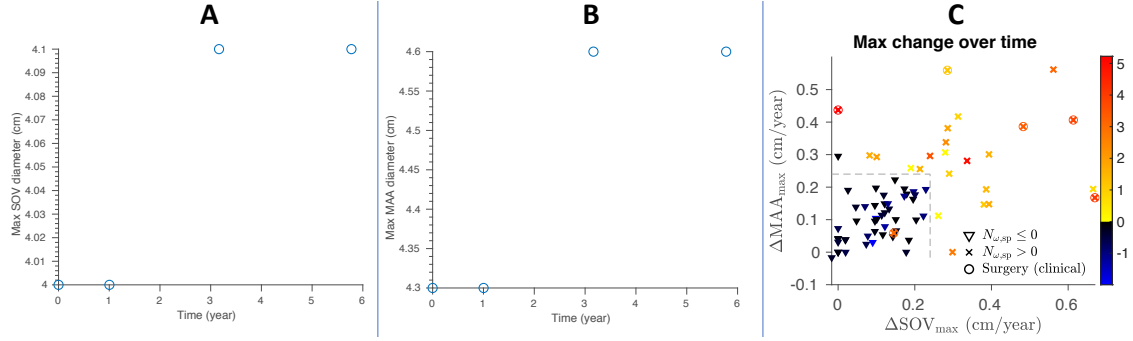 A
Max SOV diameter (cm)
4.1
4.09
4.08
4.07
4.06
4.05
4.04
4.03
4.02
4.01
4
0 1 2 3 4 5 6
Time (year)
B
Max MAA diameter (cm)
4.6
4.55
4.5
4.45
4.4
4.35
4.3
0 1 2 3 4 5 6
Time (year)
C
Max change over time
ΔMAA_max (cm/year)
0.5
0.4
0.3
0.2
0.1
0
-0.1
0 0.2 0.4 0.6
ΔSOV_max (cm/year)
N_ω,sp ≤ 0
N_ω,sp > 0
Surgery (clinical)
5
4
3
2
1
0
-1